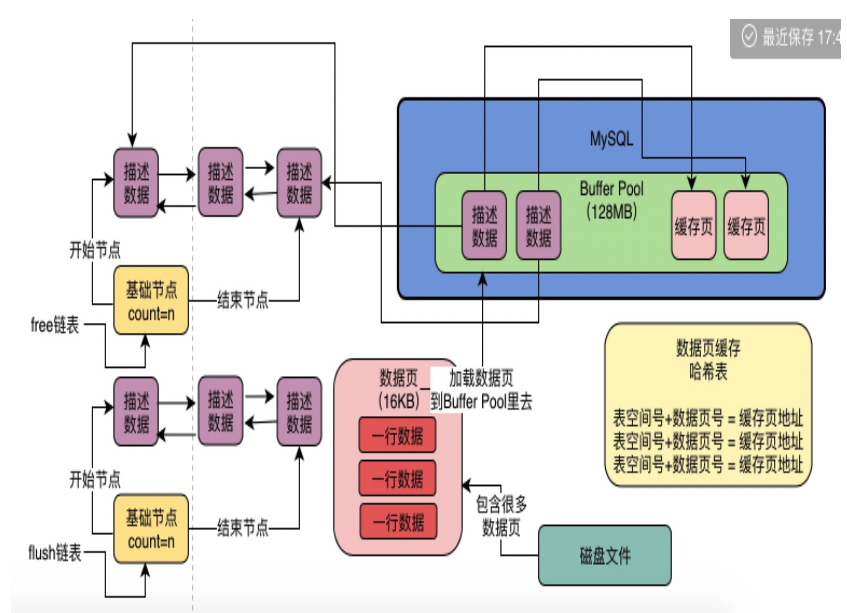 最近保存 17:4
MySQL
Buffer Pool
（128MB）
描述
数据
描述
数据
缓存页
缓存页
描述
数据
描述
数据
描述
数据
开始节点
基础节点
count=n
结束节点
free链表
描述
数据
描述
数据
描述
数据
开始节点
基础节点
count=n
结束节点
flush链表
数据页
（16KB）
一行数据
一行数据
一行数据
加载数据页
到Buffer Pool里去
包含很多
数据页
磁盘文件
数据页缓存
哈希表
表空间号+数据页号 = 缓存页地址
表空间号+数据页号 = 缓存页地址
表空间号+数据页号 = 缓存页地址